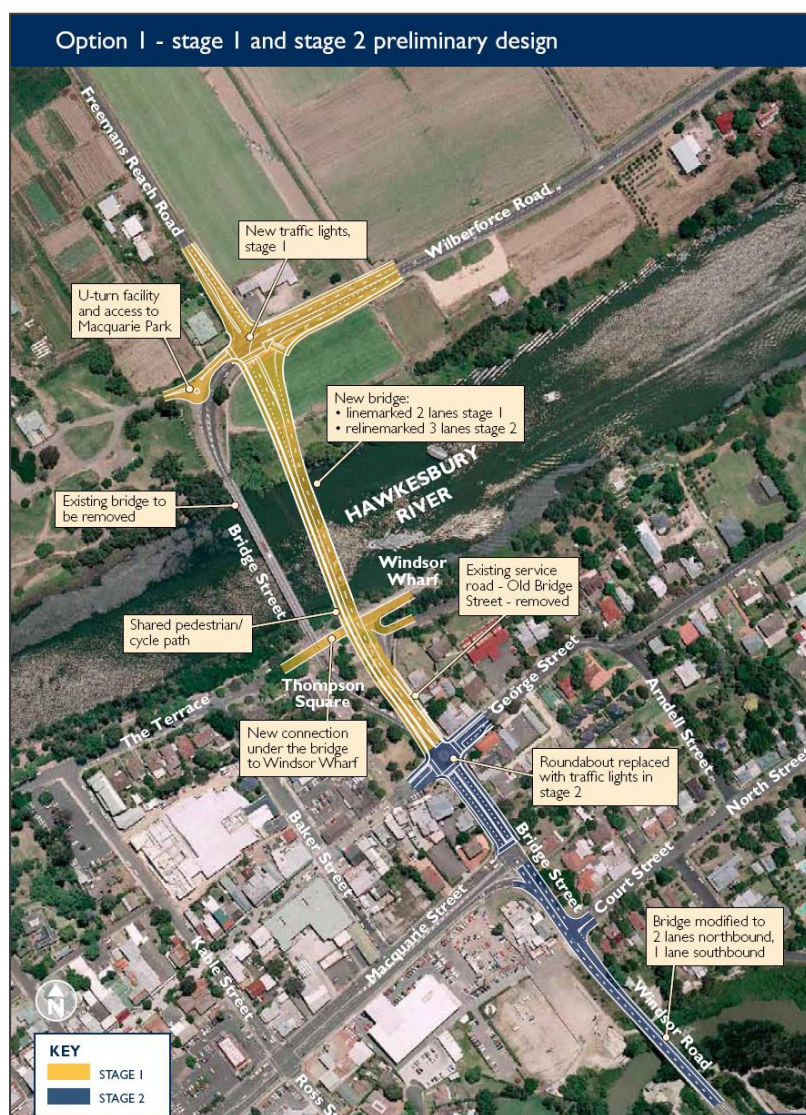 Option 1 - stage 1 and stage 2 preliminary design
Freemans Reach Road
New traffic lights,
stage 1
Wilberforce Road
U-turn facility
and access to
Macquarie Park
New bridge:
• linemarked 2 lanes stage 1
• relinemarked 3 lanes stage 2
HAWKESBURY
RIVER
Existing bridge to
be removed
Bridge Street
Windsor
Wharf
Existing service
road - Old Bridge
Street - removed
Shared pedestrian/
cycle path
Thompson
Square
George Street
The Terrace
New connection
under the bridge
to Windsor Wharf
Arndell Street
Roundabout replaced
with traffic lights in
stage 2
North Street
Baker Street
Bridge Street
Court Street
Macquarie Street
Bridge modified to
2 lanes northbound,
1 lane southbound
Kable Street
Windsor Road
N
KEY
STAGE 1
STAGE 2
Ross S